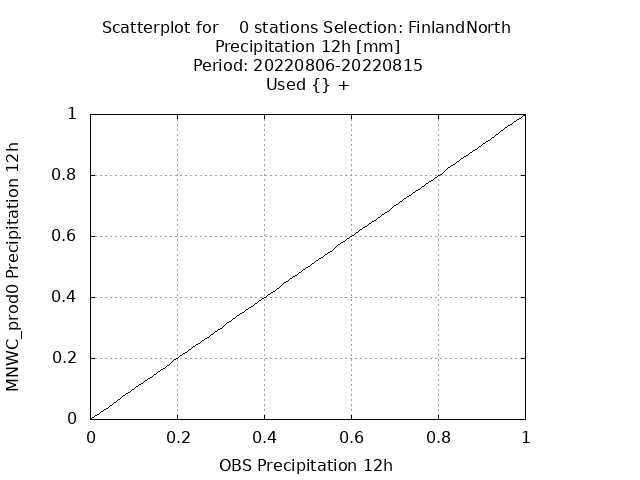 Scatterplot for    0 stations Selection: FinlandNorth
Precipitation 12h [mm]
Period: 20220806-20220815
Used {} +
MNWC_prod0 Precipitation 12h
1
0.8
0.6
0.4
0.2
0
0 0.2 0.4 0.6 0.8 1
OBS Precipitation 12h